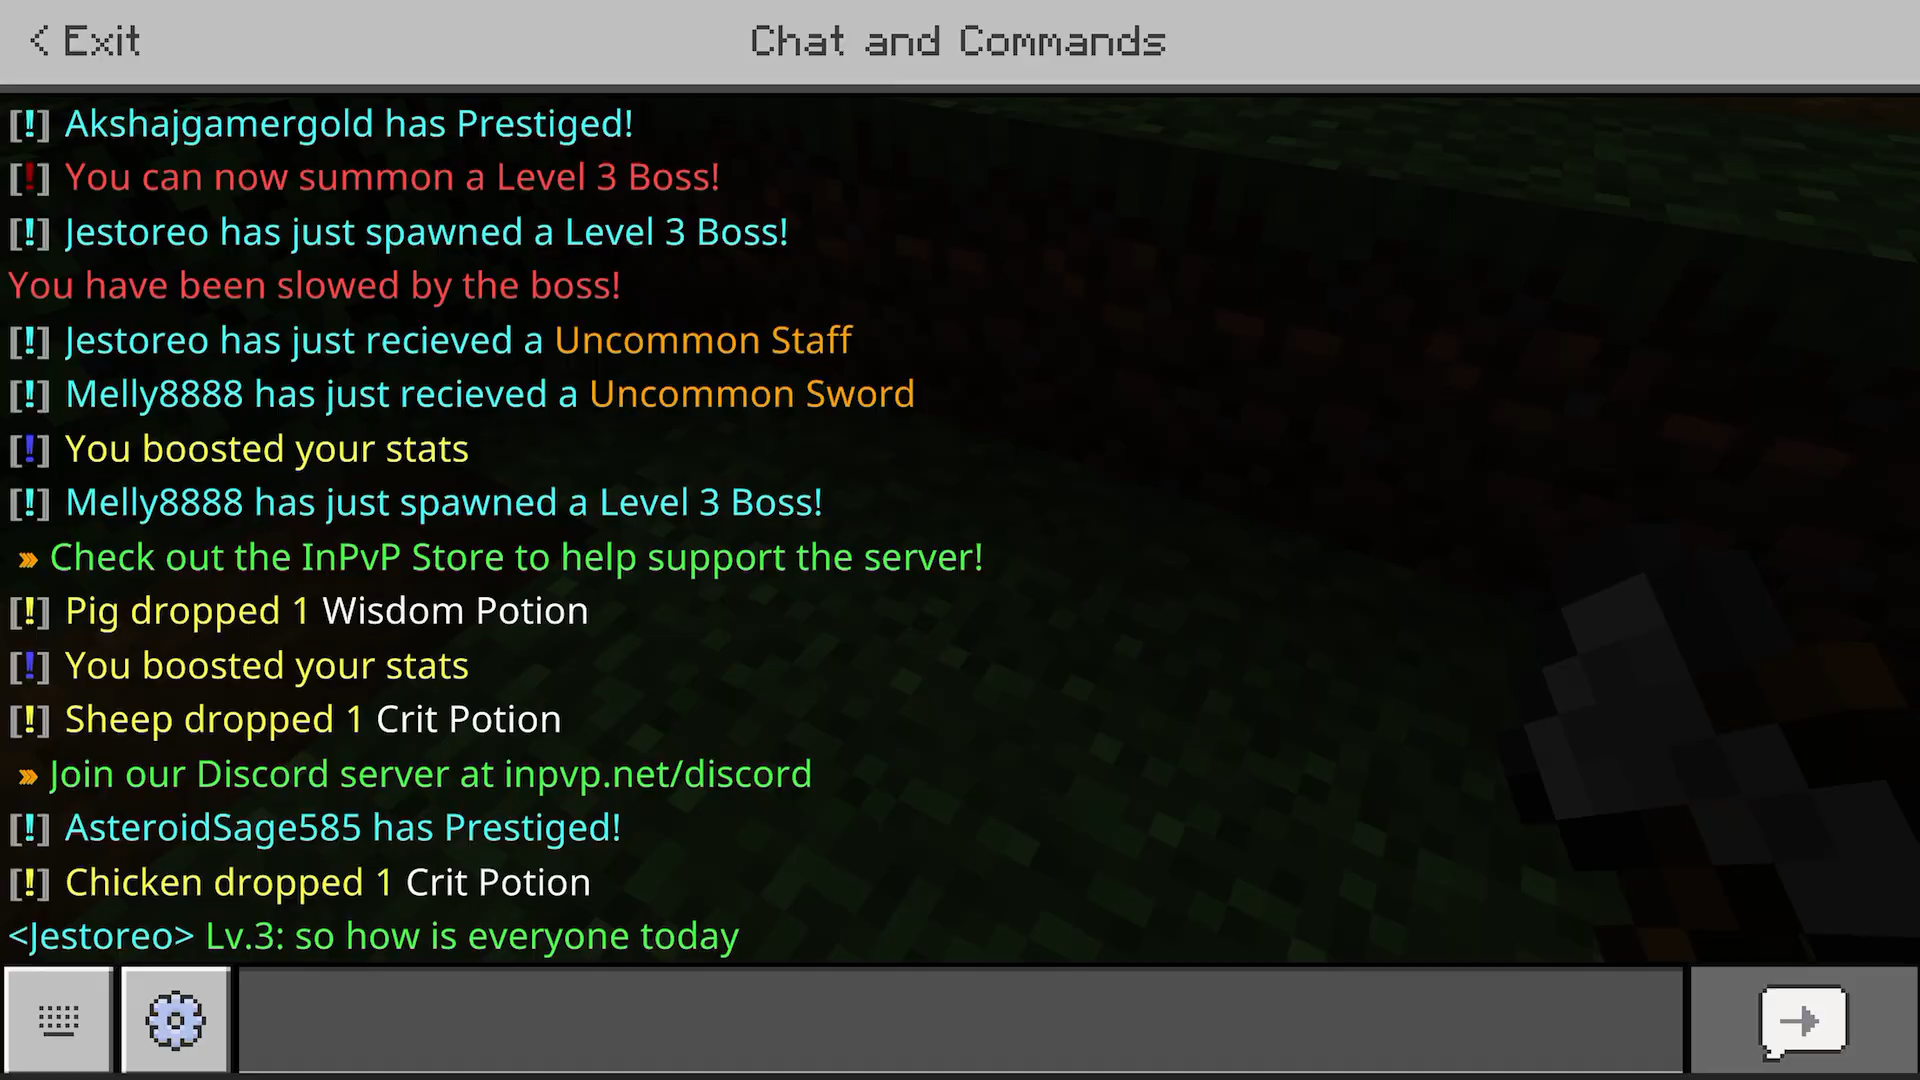 < Exit
Chat and Commands
[!] Akshajgamergold has Prestiged!
[!] You can now summon a Level 3 Boss!
[!] Jestoreo has just spawned a Level 3 Boss!
You have been slowed by the boss!
[!] Jestoreo has just recieved a Uncommon Staff
[!] Melly8888 has just recieved a Uncommon Sword
[!] You boosted your stats
[!] Melly8888 has just spawned a Level 3 Boss!
»› Check out the InPvP Store to help support the server!
[!] Pig dropped 1 Wisdom Potion
[!] You boosted your stats
[!] Sheep dropped 1 Crit Potion
»› Join our Discord server at inpvp.net/discord
[!] AsteroidSage585 has Prestiged!
[!] Chicken dropped 1 Crit Potion
<Jestoreo> Lv.3: so how is everyone today